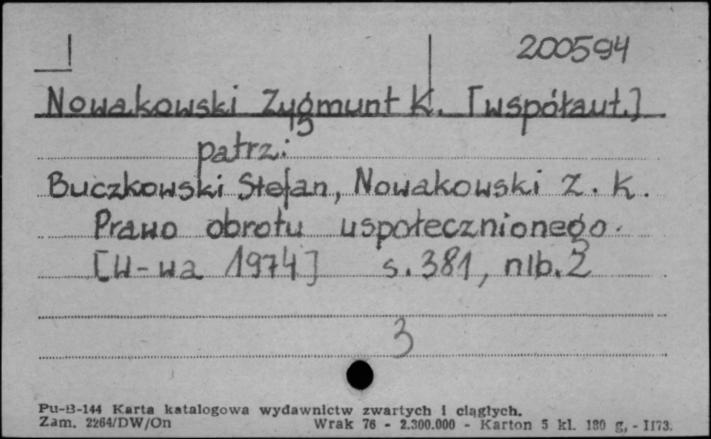 200594
Nowakowski Zygmunt K. [współaut.]
patrz:
Buczkowski Stefan, Nowakowski Z. K.
Prawo obrotu uspołecznionego.
[W-wa 1974] s. 381, nlb. 2
3
Pu-B-144 Karta katalogowa wydawnictw zwartych i ciągłych.
Zam. 2264/DW/On Wrak 76 - 2.300.000 - Karton 5 kl. 180 g, - 1173.